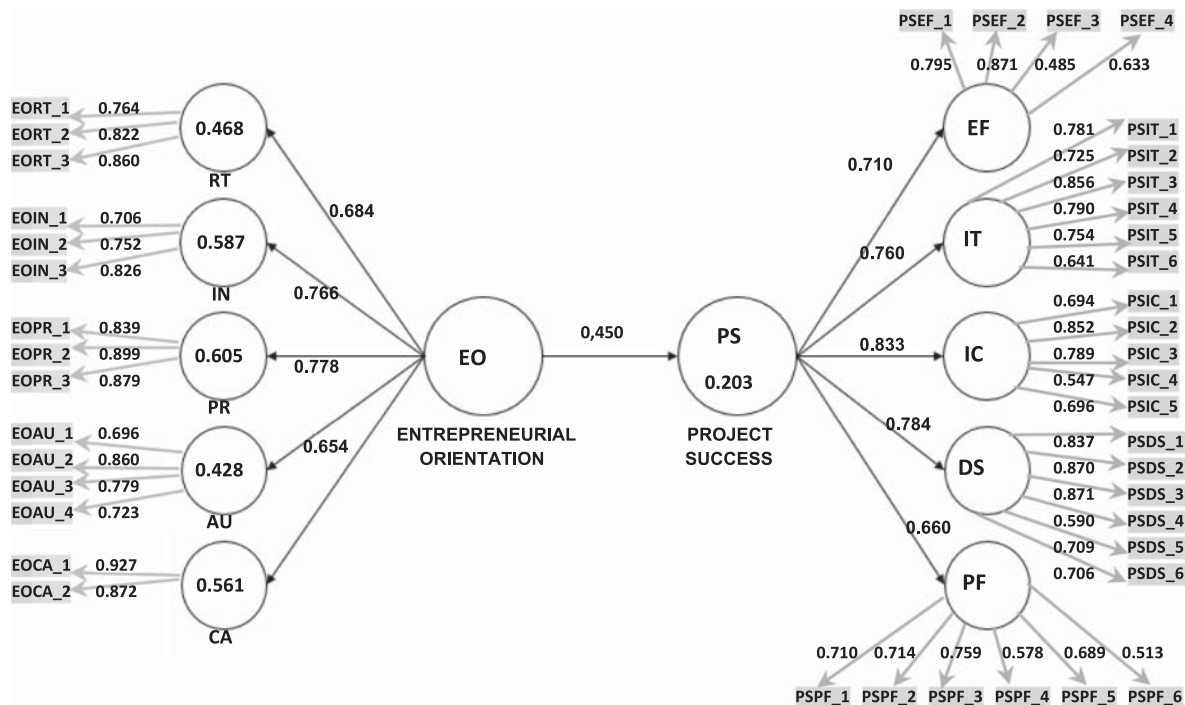 PSEF_1 PSEF_2 PSEF_3 PSEF_4
0.795 0.871 0.485 0.633
EORT_1 0.764
EORT_2 0.822
EORT_3 0.860
0.468
RT
EOIN_1 0.706
EOIN_2 0.752
EOIN_3 0.826
0.587
IN
EOPR_1 0.839
EOPR_2 0.899
EOPR_3 0.879
0.605
PR
EOAU_1 0.696
EOAU_2 0.860
EOAU_3 0.779
EOAU_4 0.723
0.428
AU
EOCA_1 0.927
EOCA_2 0.872
0.561
CA
0.684
0.766
0.778
0.654
EO
ENTREPRENEURIAL
ORIENTATION
0,450
PS
0.203
PROJECT
SUCCESS
0.710
0.760
0.833
0.784
0.660
EF
IT
0.781 PSIT_1
0.725 PSIT_2
0.856 PSIT_3
0.790 PSIT_4
0.754 PSIT_5
0.641 PSIT_6
IC
0.694 PSIC_1
0.852 PSIC_2
0.789 PSIC_3
0.547 PSIC_4
0.696 PSIC_5
DS
0.837 PSDS_1
0.870 PSDS_2
0.871 PSDS_3
0.590 PSDS_4
0.709 PSDS_5
0.706 PSDS_6
PF
0.710 0.714 0.759 0.578 0.689 0.513
PSPF_1 PSPF_2 PSPF_3 PSPF_4 PSPF_5 PSPF_6